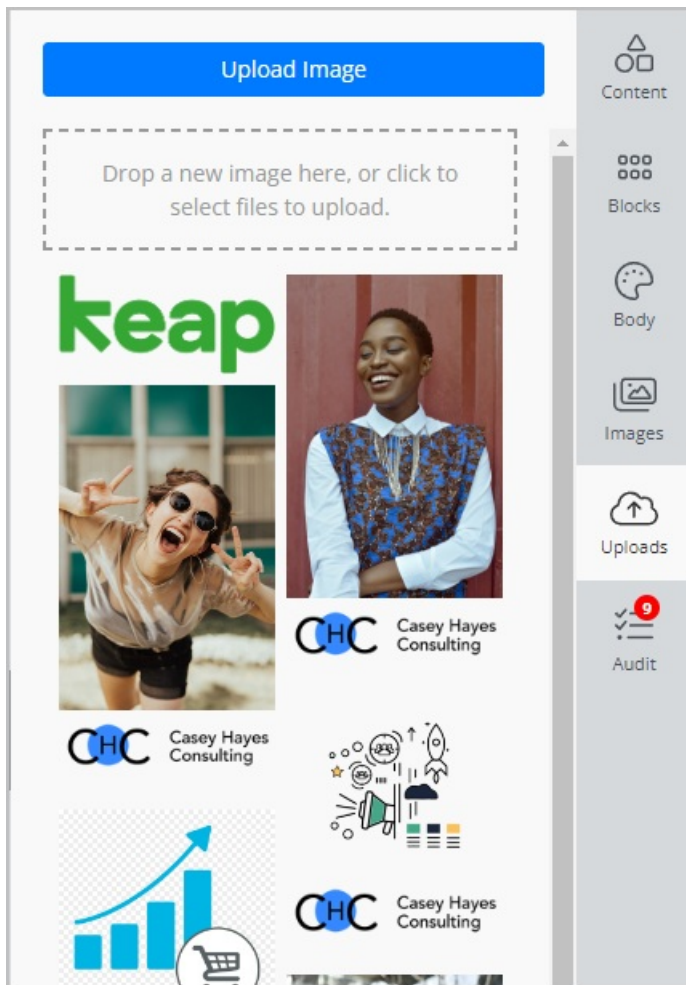 Upload Image
Drop a new image here, or click to
select files to upload.
keap
CHC Casey Hayes
Consulting
CHC Casey Hayes
Consulting
CHC Casey Hayes
Consulting
Content
Blocks
Body
Images
Uploads
9
Audit